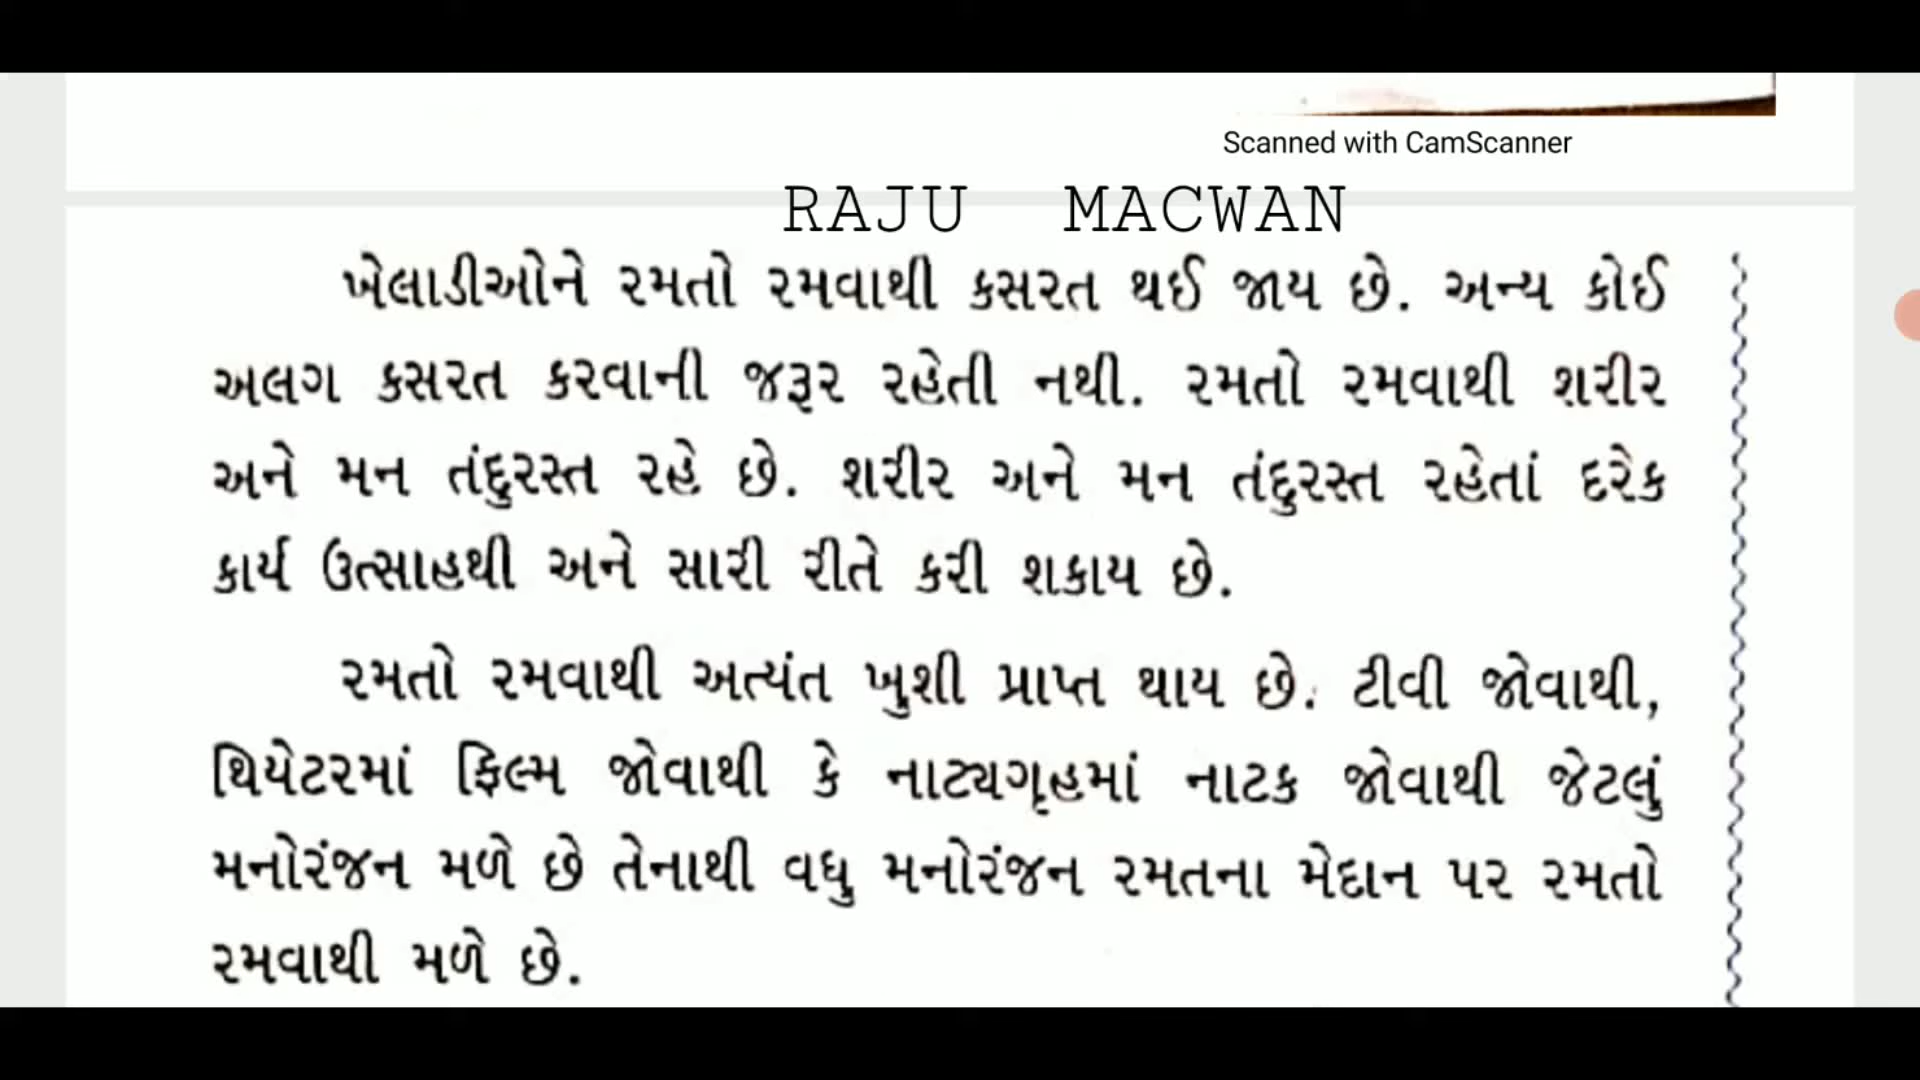 Scanned with CamScanner
RAJU MACWAN
ખેલાડીઓને રમતો રમવાથી કસરત થઈ જાય છે. અન્ય કોઈ
અલગ કસરત કરવાની જરૂર રહેતી નથી. રમતો રમવાથી શરીર
અને મન તંદુરસ્ત રહે છે. શરીર અને મન તંદુરસ્ત રહેતાં દરેક
કાર્ય ઉત્સાહથી અને સારી રીતે કરી શકાય છે.
રમતો રમવાથી અત્યંત ખુશી પ્રાપ્ત થાય છે. ટીવી જોવાથી,
થિયેટરમાં ફિલ્મ જોવાથી કે નાટ્યગૃહમાં નાટક જોવાથી જેટલું
મનોરંજન મળે છે તેનાથી વધુ મનોરંજન રમતના મેદાન પર રમતો
રમવાથી મળે છે.